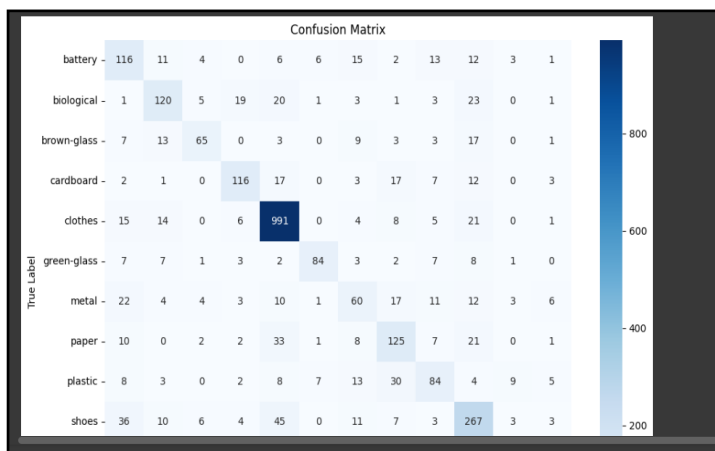 Confusion Matrix
battery 116 11 4 0 6 6 15 2 13 12 3 1
biological 1 120 5 19 20 1 3 1 3 23 0 1
brown-glass 7 13 65 0 3 0 9 3 3 17 0 1
cardboard 2 1 0 116 17 0 3 17 7 12 0 3
clothes 15 14 0 6 991 0 4 8 5 21 0 1
green-glass 7 7 1 3 2 84 3 2 7 8 1 0
metal 22 4 4 3 10 1 60 17 11 12 3 6
paper 10 0 2 2 33 1 8 125 7 21 0 1
plastic 8 3 0 2 8 7 13 30 84 4 9 5
shoes 36 10 6 4 45 0 11 7 3 267 3 3
True Label
800
600
400
200